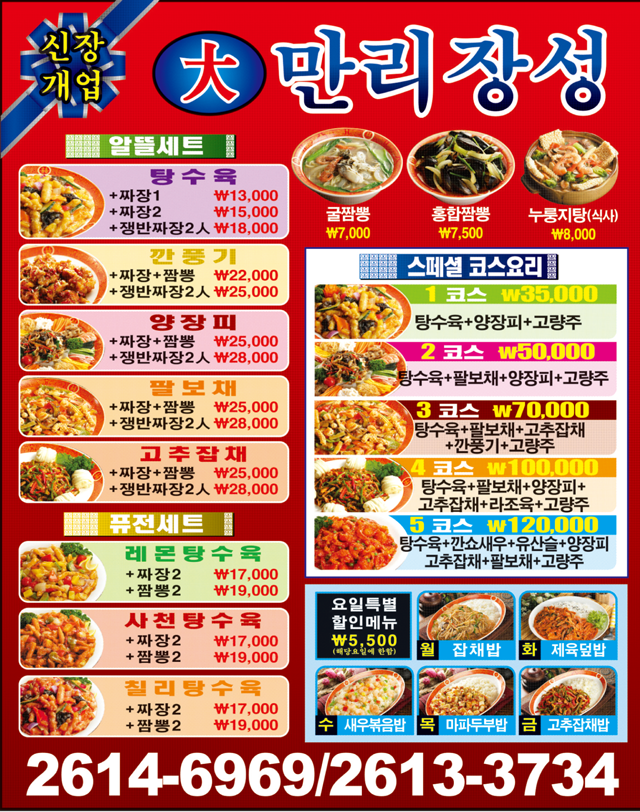 신장
개업
大 만리장성
알뜰세트
탕수육
+짜장1 ₩13,000
+짜장2 ₩15,000
+쟁반짜장2人 ₩18,000
깐풍기
+짜장+짬뽕 ₩22,000
+쟁반짜장2人 ₩25,000
양장피
+짜장+짬뽕 ₩25,000
+쟁반짜장2人 ₩28,000
팔보채
+짜장+짬뽕 ₩25,000
+쟁반짜장2人 ₩28,000
고추잡채
+짜장+짬뽕 ₩25,000
+쟁반짜장2人 ₩28,000
퓨전세트
레몬탕수육
+짜장2 ₩17,000
+짬뽕2 ₩19,000
사천탕수육
+짜장2 ₩17,000
+짬뽕2 ₩19,000
칠리탕수육
+짜장2 ₩17,000
+짬뽕2 ₩19,000
굴짬뽕
₩7,000
홍합짬뽕
₩7,500
누룽지탕(식사)
₩8,000
스페셜 코스요리
1 코스 ₩35,000
탕수육+양장피+고량주
2 코스 ₩50,000
탕수육+팔보채+양장피+고량주
3 코스 ₩70,000
탕수육+팔보채+고추잡채
+깐풍기+고량주
4 코스 ₩100,000
탕수육+팔보채+양장피+
고추잡채+라조육+고량주
5 코스 ₩120,000
탕수육+깐쇼새우+유산슬+양장피
고추잡채+팔보채+고량주
요일특별
할인메뉴
₩5,500
(해당요일에 한함)
월 잡채밥
화 제육덮밥
수 새우볶음밥
목 마파두부밥
금 고추잡채밥
2614-6969/2613-3734